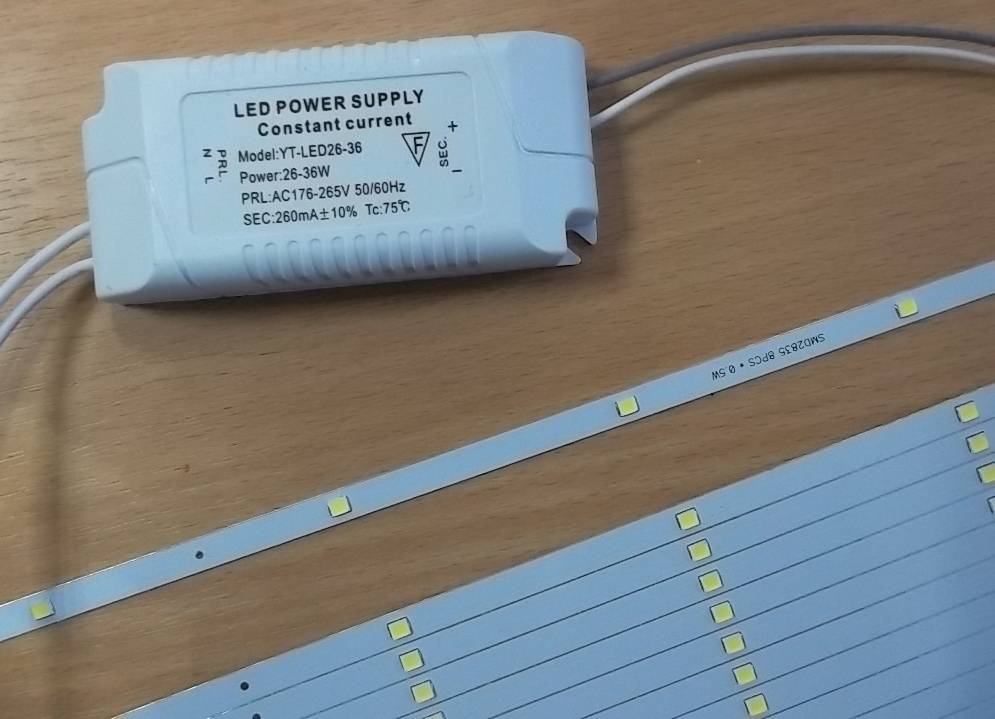 LED POWER SUPPLY
Constant current
PRL:
N L
Model:YT-LED26-36
Power:26-36W
PRL:AC176-265V 50/60Hz
SEC:260mA±10% Tc:75℃
F
SEC.
+
−
SMD2835 8PCS • 0.5W